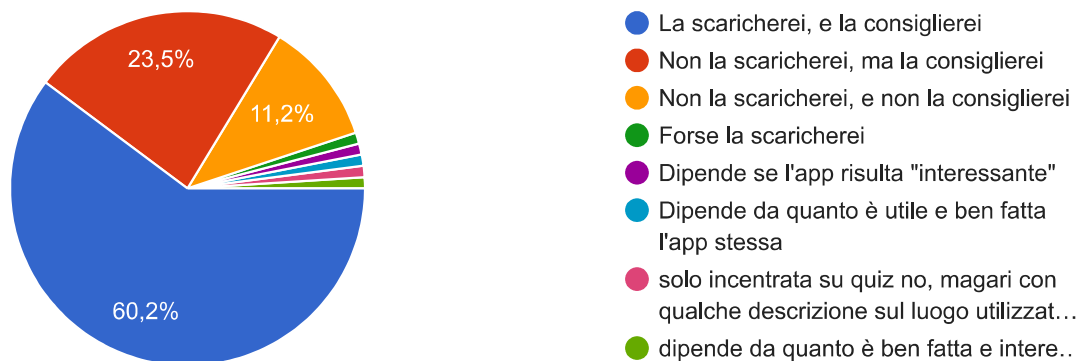 23,5%
11,2%
60,2%
La scaricherei, e la consiglierei
Non la scaricherei, ma la consiglierei
Non la scaricherei, e non la consiglierei
Forse la scaricherei
Dipende se l'app risulta "interessante"
Dipende da quanto è utile e ben fatta
l'app stessa
solo incentrata su quiz no, magari con
qualche descrizione sul luogo utilizzat…
dipende da quanto è ben fatta e intere…